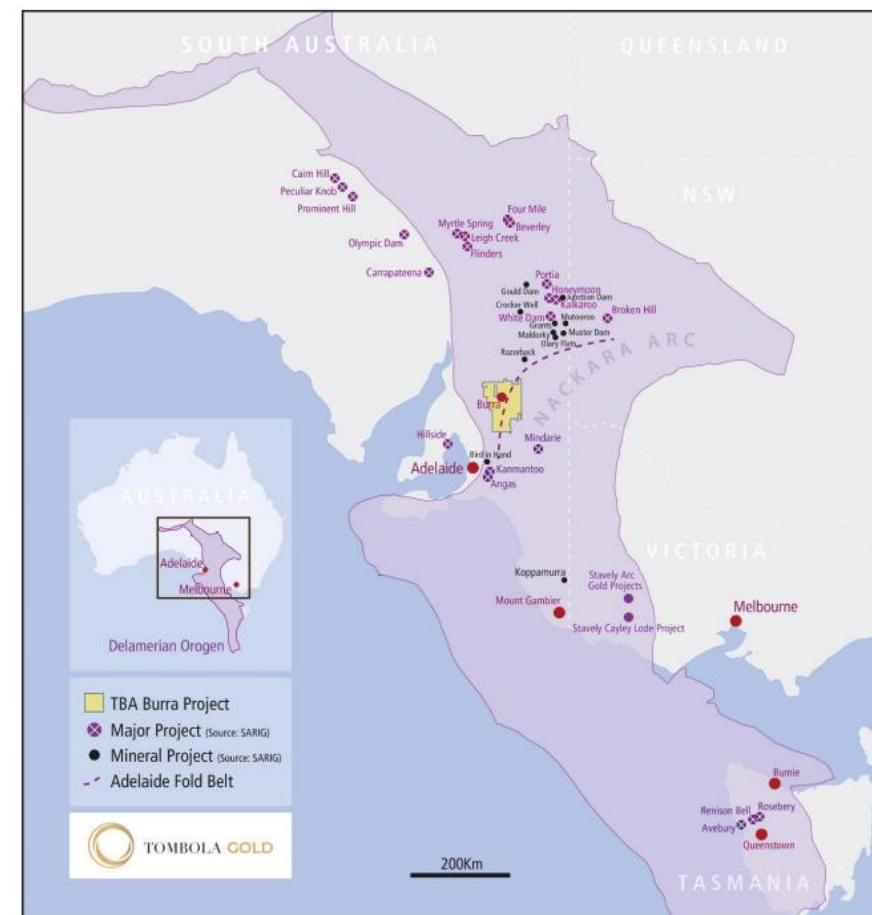 SOUTH AUSTRALIA
QUEENSLAND
NSW
Cairn Hill
Peculiar Knob
Prominent Hill
Four Mile
Myrtle Spring
Beverley
Olympic Dam
Leigh Creek
Flinders
Carrapateena
Portia
Gould Dam
Honeymoon
Junction Dam
Kalkaroo
Crocker Well
White Dam
Broken Hill
Grants
Mutooroo
Maldorky
Muster Dam
Olary Flats
Razorback
NACKARA ARC
Burra
Hillside
Mindarie
Bird in Hand
Adelaide
Kanmantoo
Angas
AUSTRALIA
Adelaide
Melbourne
Delamerian Orogen
VICTORIA
Koppamurra
Stavely Arc
Gold Projects
Mount Gambier
Melbourne
Stavely Cayley Lode Project
TBA Burra Project
Major Project (Source: SARIG)
Mineral Project (Source: SARIG)
Adelaide Fold Belt
Burnie
Renison Bell
Rosebery
Avebury
Queenstown
TOMBOLA GOLD
200Km
TASMANIA